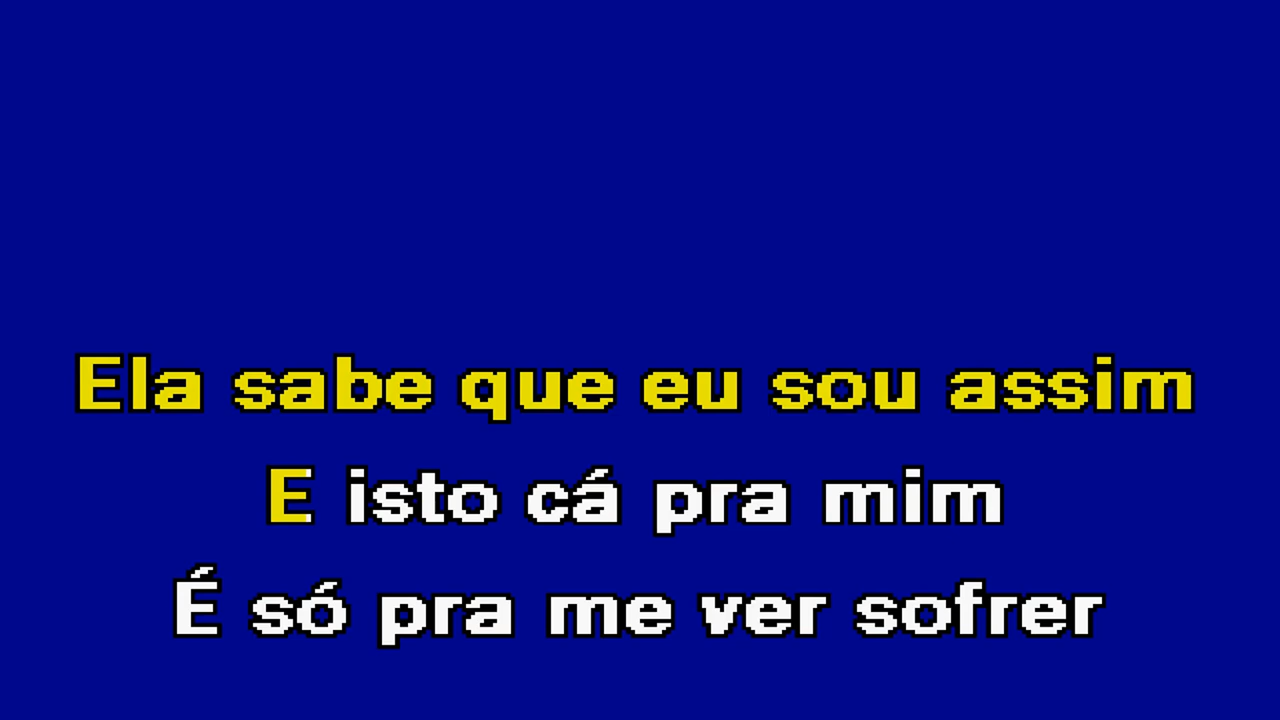 Ela sabe que eu sou assim
E isto cá pra mim
É só pra me ver sofrer